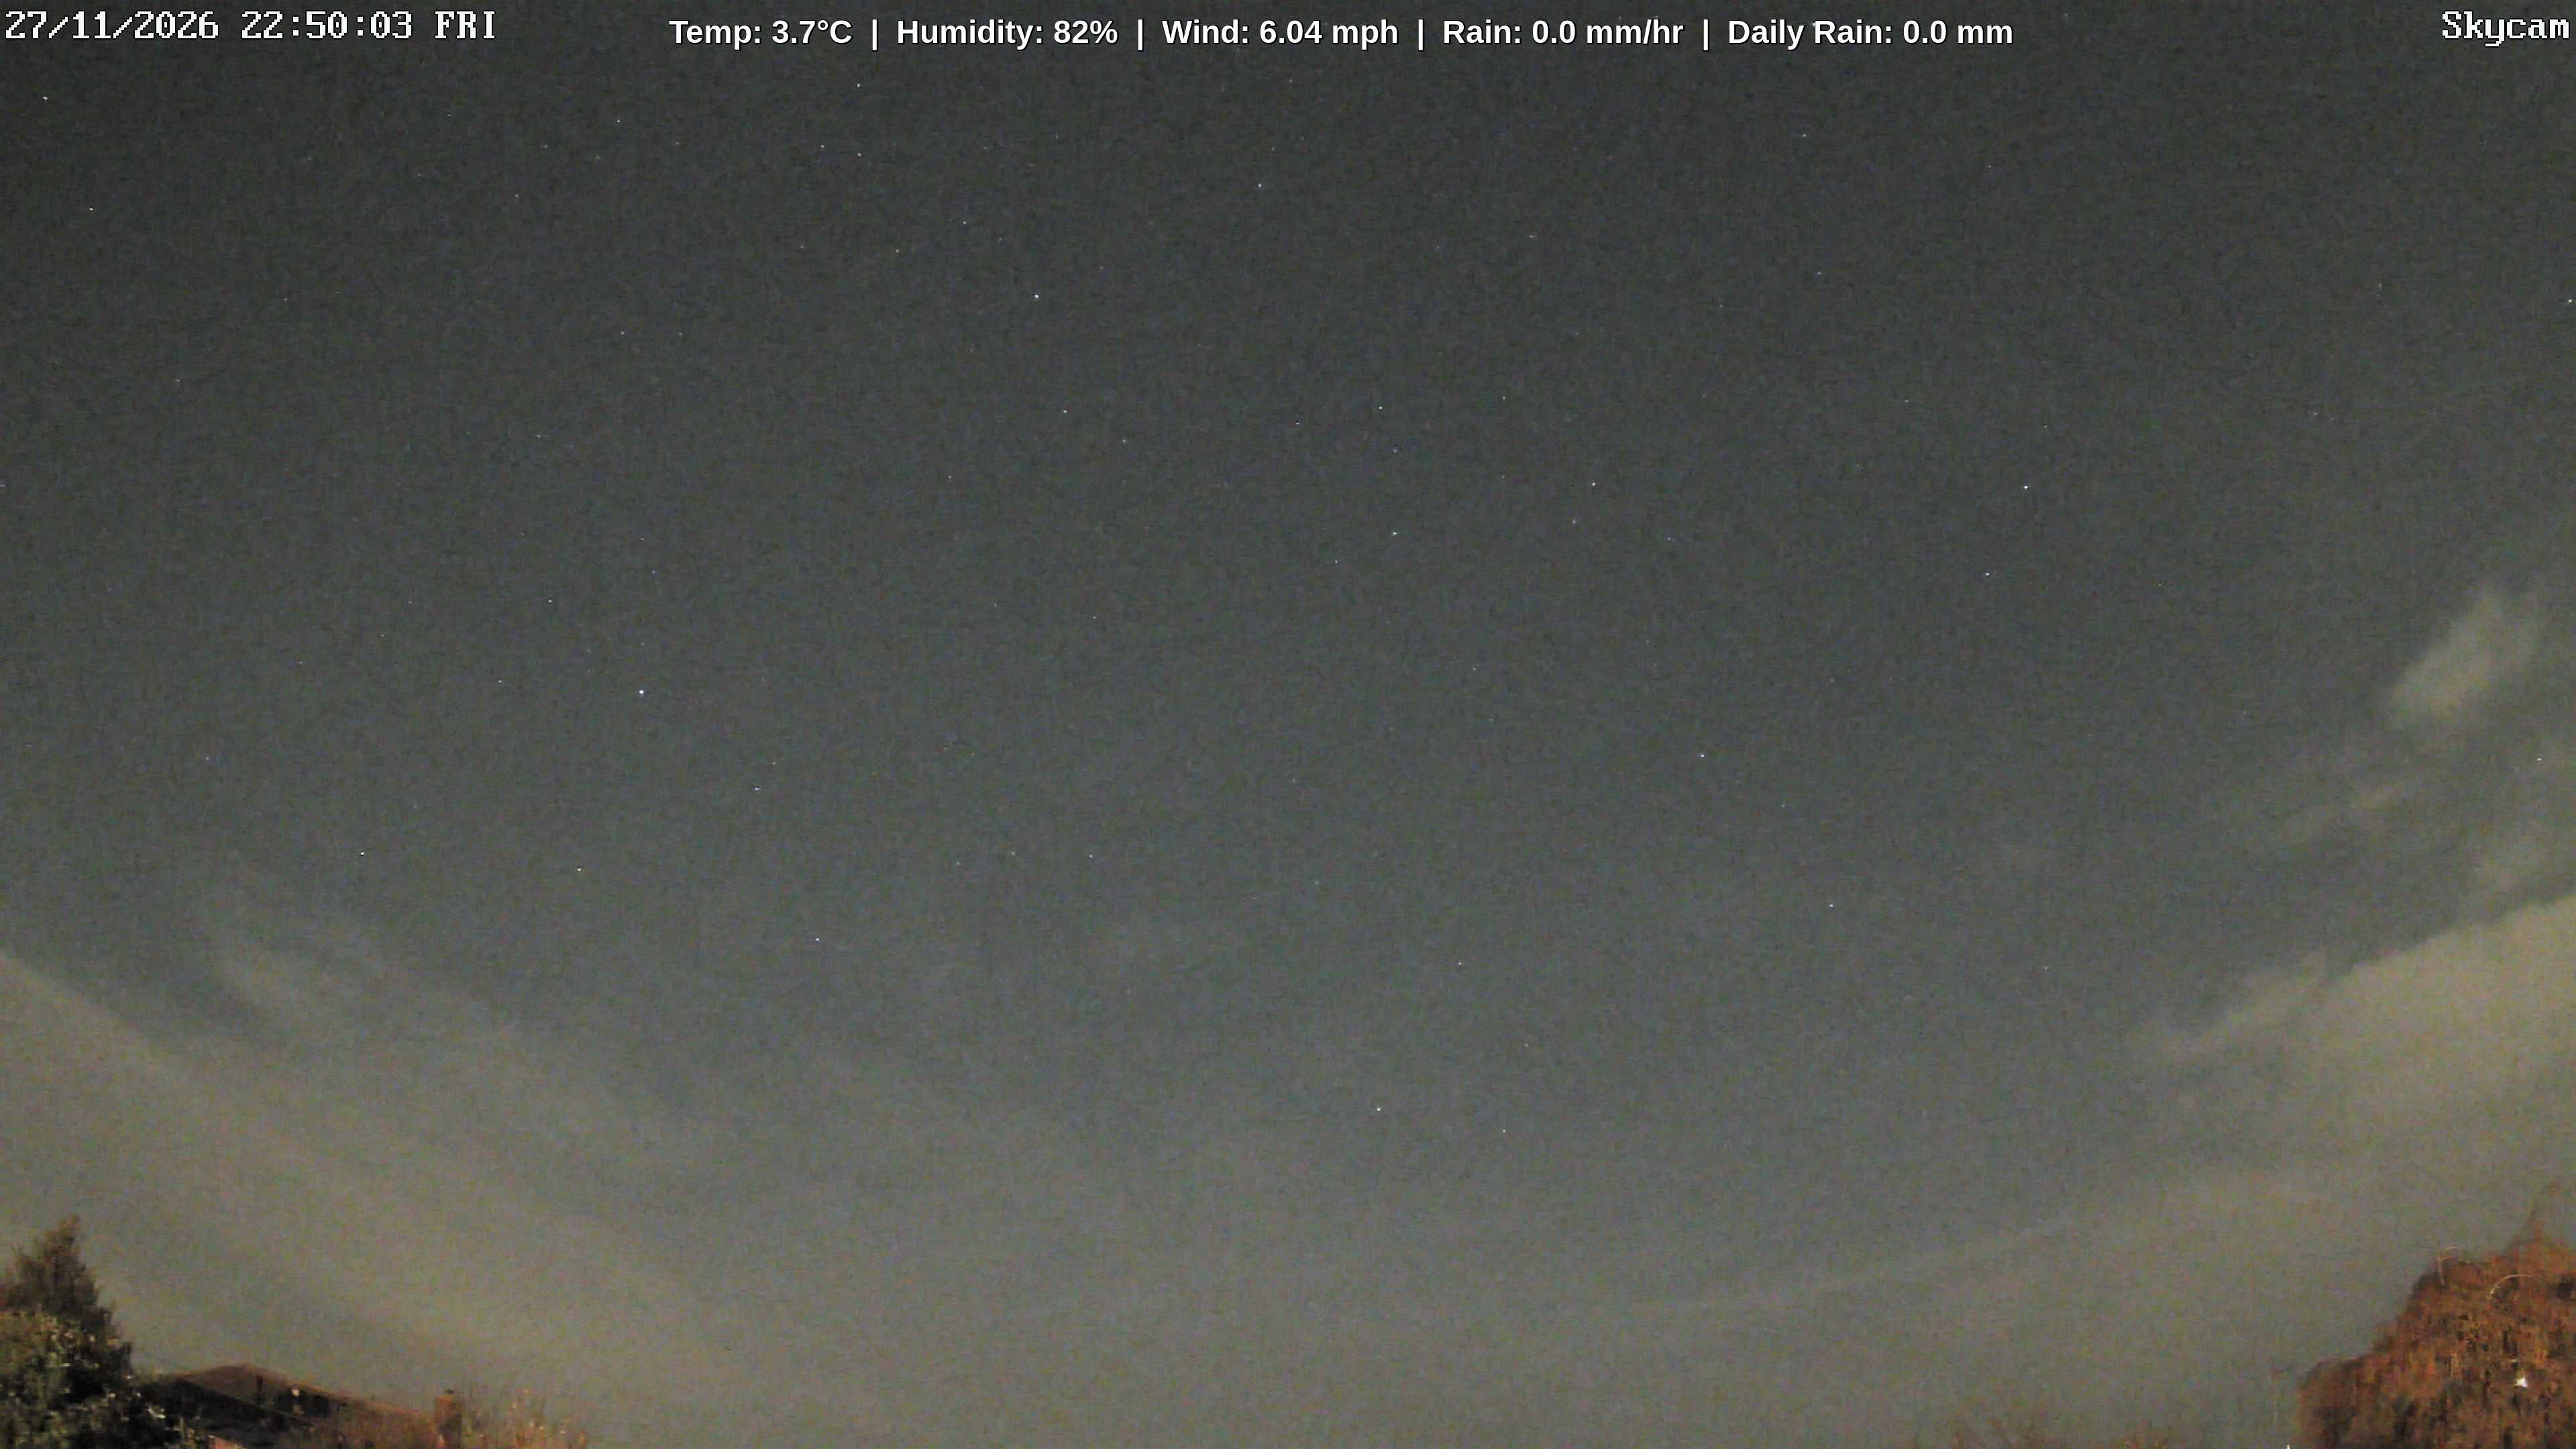 27/11/2026 22:50:03 FRI
Temp: 3.7°C | Humidity: 82% | Wind: 6.04 mph | Rain: 0.0 mm/hr | Daily Rain: 0.0 mm
Skycam